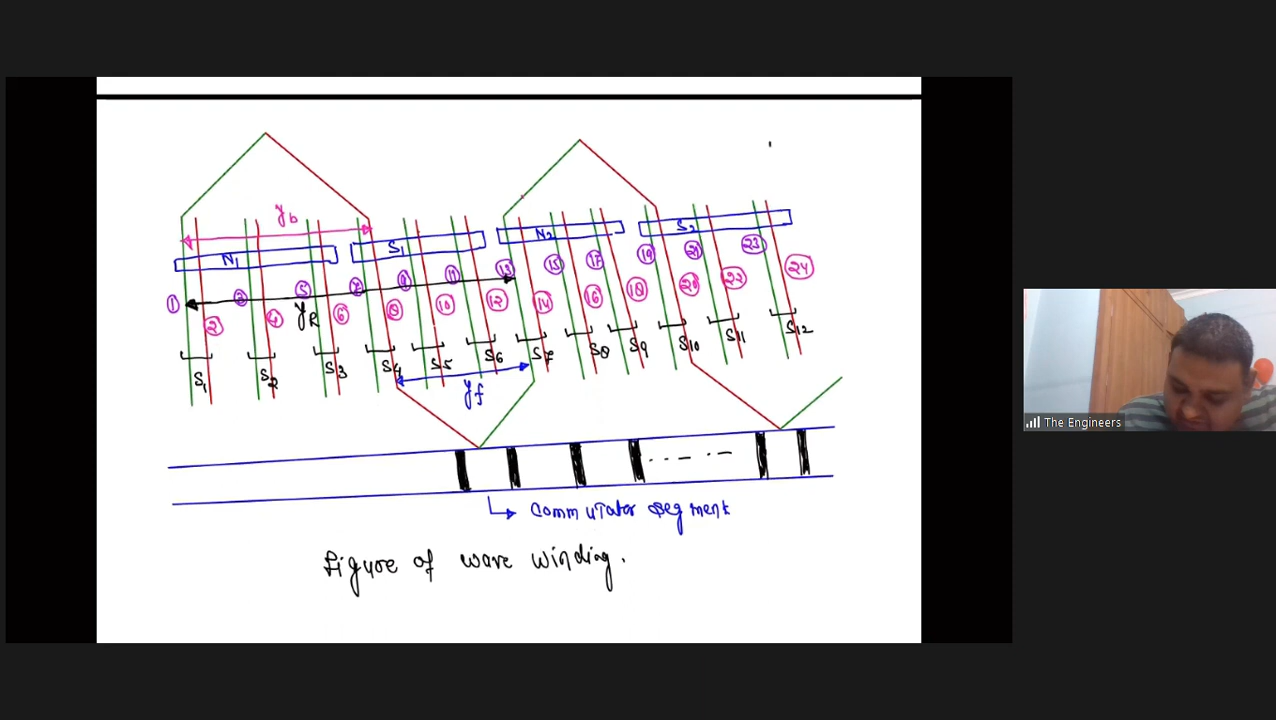 yb
N1 S1 N2 S2
1 3 5 7 9 11 13 15 17 19 21 23
2 4 6 8 10 12 14 16 18 20 22 24
yR
S1 S2 S3 S4 S5 S6 S7 S8 S9 S10 S11 S12
yf
Commutator segment
Figure of wave winding.
The Engineers